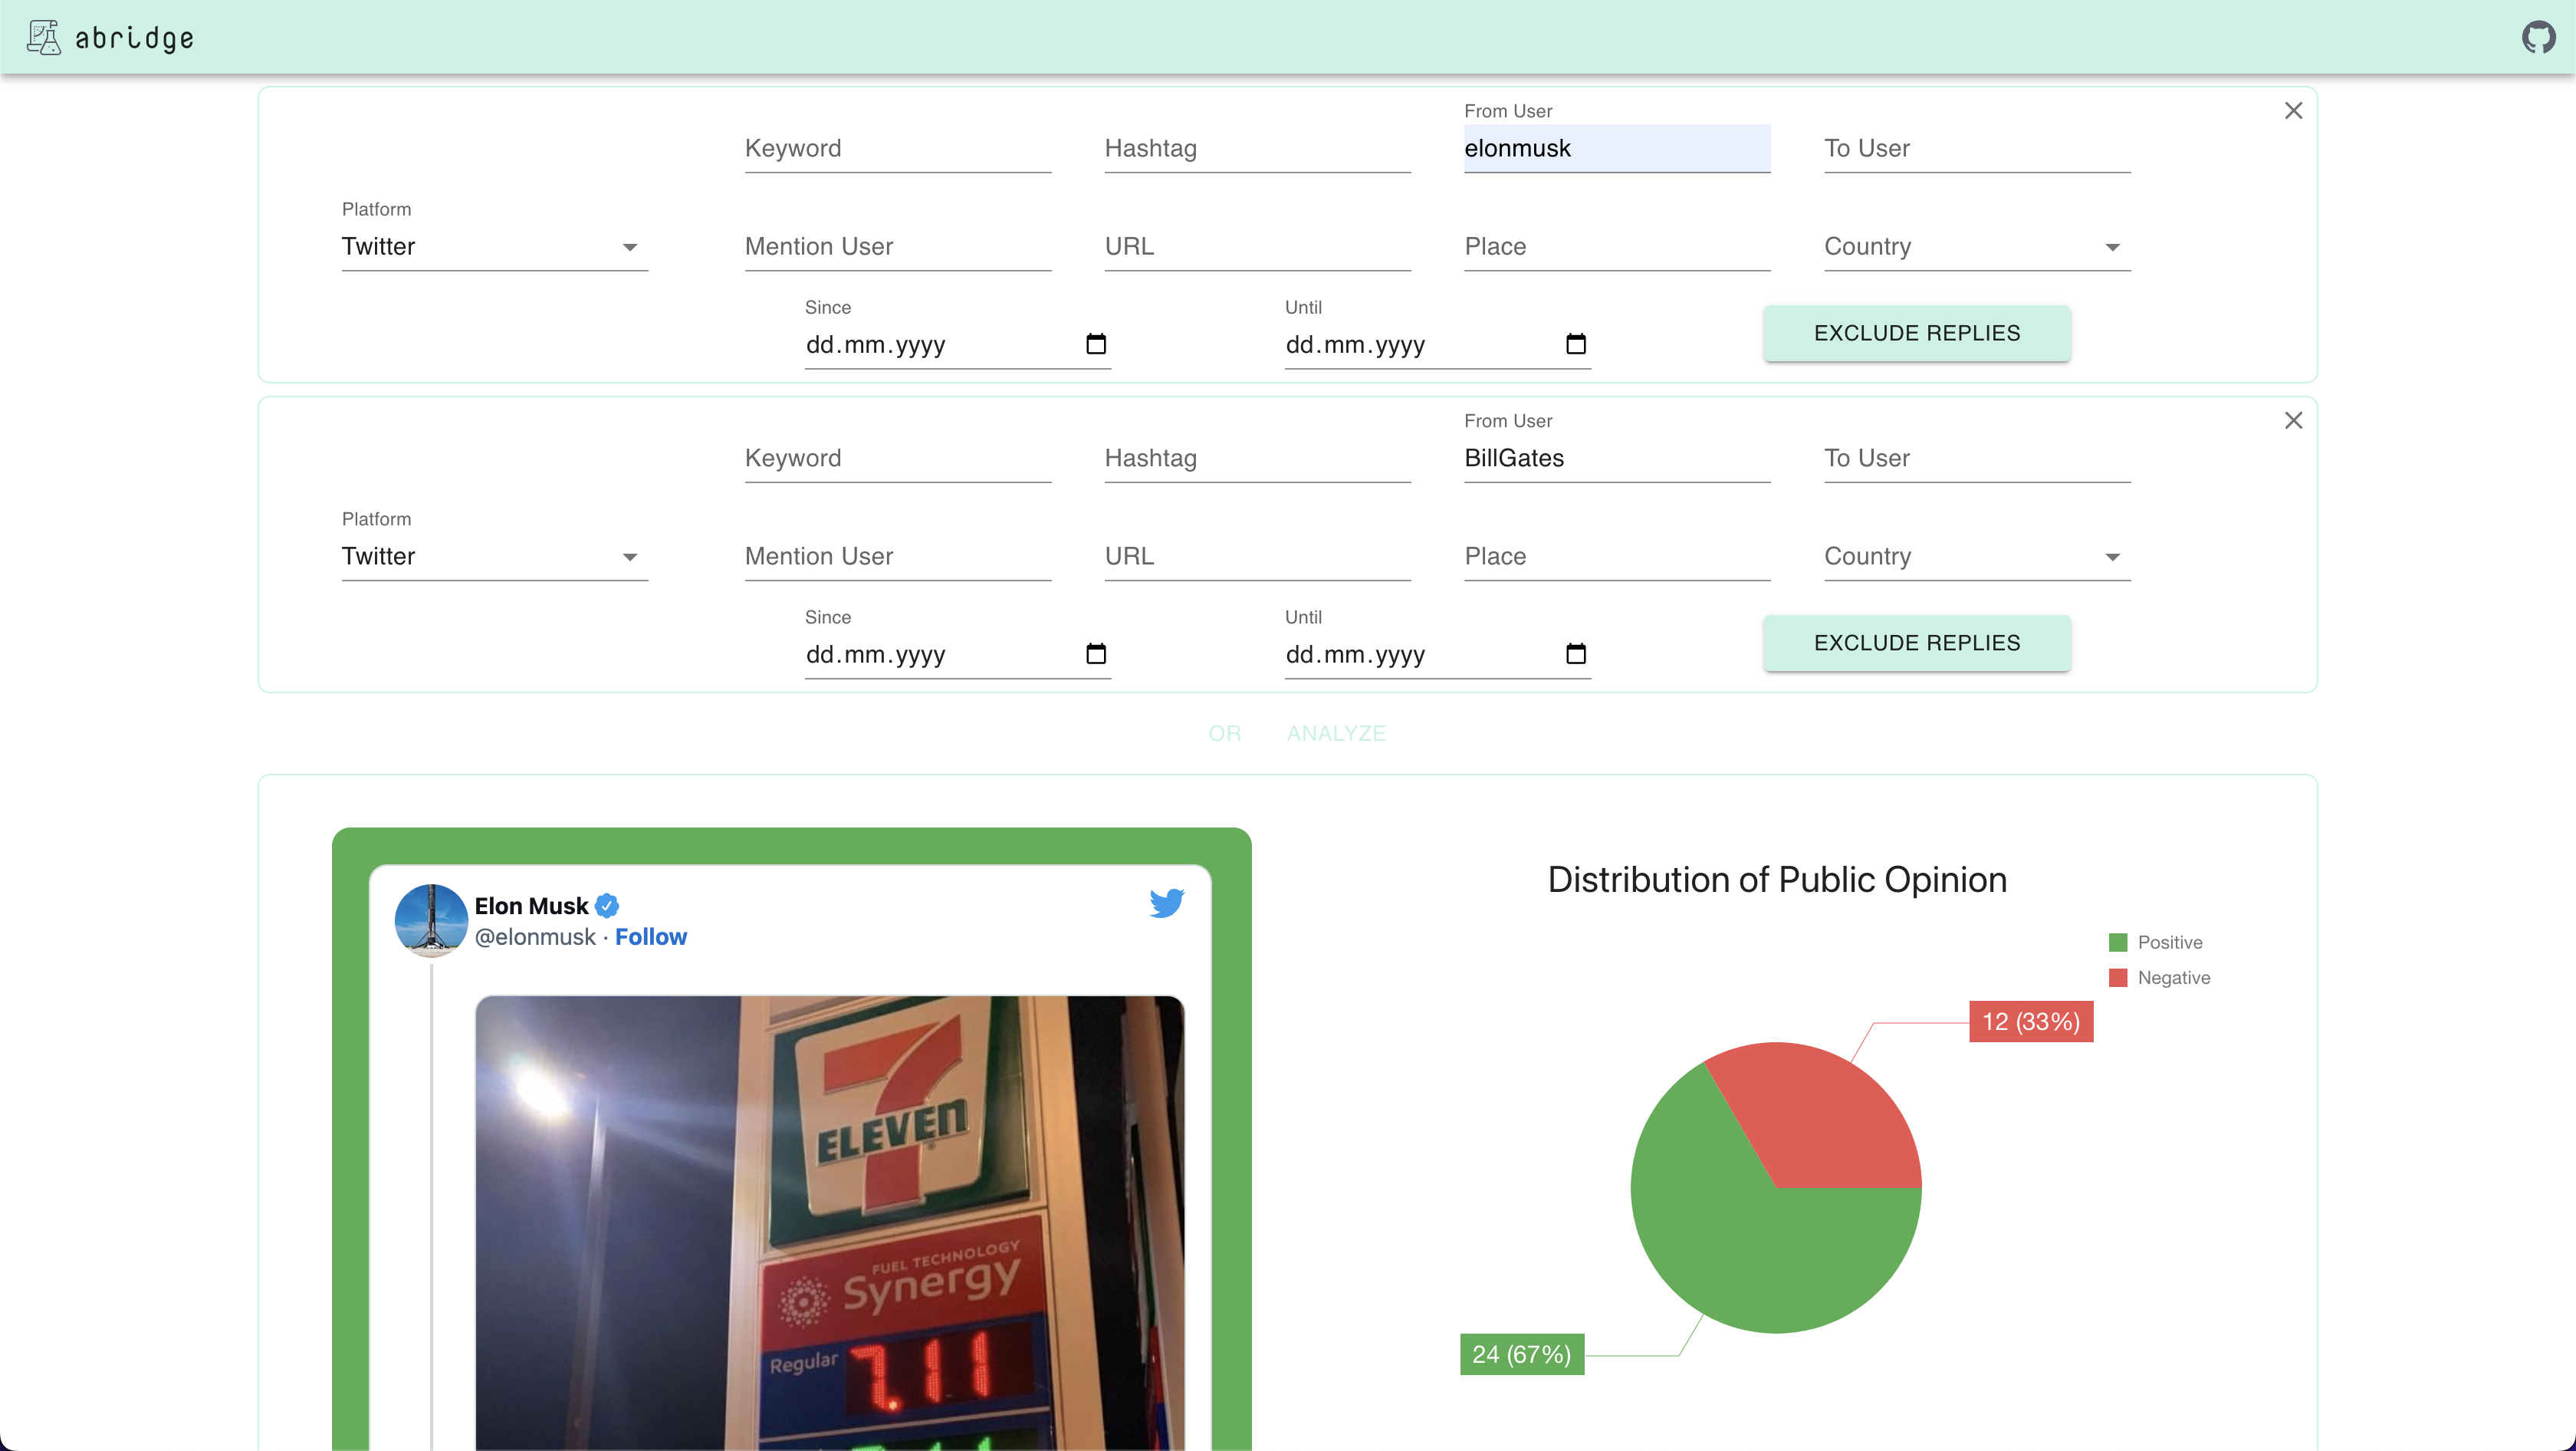 abridge
From User
Keyword
Hashtag
elonmusk
To User
Platform
Twitter
Mention User
URL
Place
Country
Since
Until
dd.mm.yyyy
dd.mm.yyyy
EXCLUDE REPLIES
From User
Keyword
Hashtag
BillGates
To User
Platform
Twitter
Mention User
URL
Place
Country
Since
Until
dd.mm.yyyy
dd.mm.yyyy
EXCLUDE REPLIES
OR
ANALYZE
Elon Musk
@elonmusk · Follow
7
ELEVEN
FUEL TECHNOLOGY
Synergy
Regular 7.11
Distribution of Public Opinion
Positive
Negative
12 (33%)
24 (67%)